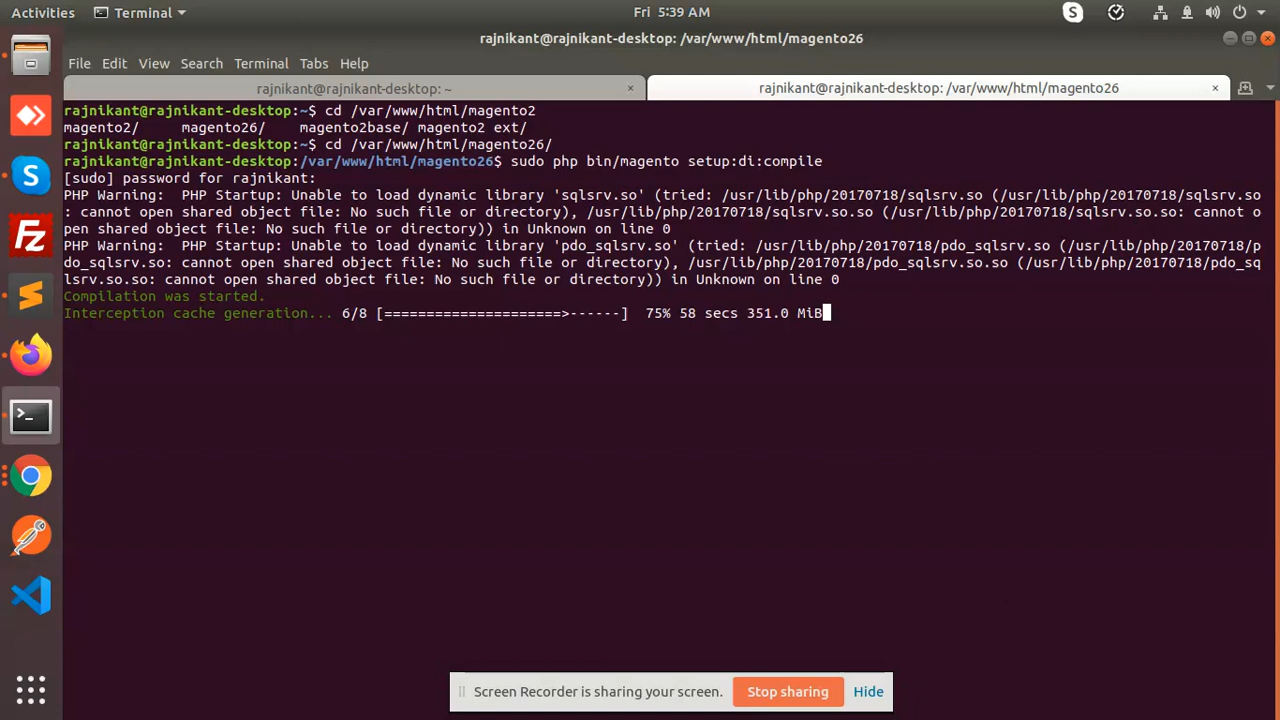 Activities Terminal Fri 5:39 AM
rajnikant@rajnikant-desktop: /var/www/html/magento26
File Edit View Search Terminal Tabs Help
rajnikant@rajnikant-desktop: ~ × rajnikant@rajnikant-desktop: /var/www/html/magento26 ×
rajnikant@rajnikant-desktop:~$ cd /var/www/html/magento2
magento2/ magento26/ magento2base/ magento2 ext/
rajnikant@rajnikant-desktop:~$ cd /var/www/html/magento26/
rajnikant@rajnikant-desktop:/var/www/html/magento26$ sudo php bin/magento setup:di:compile
[sudo] password for rajnikant:
PHP Warning:  PHP Startup: Unable to load dynamic library 'sqlsrv.so' (tried: /usr/lib/php/20170718/sqlsrv.so (/usr/lib/php/20170718/sqlsrv.so
: cannot open shared object file: No such file or directory), /usr/lib/php/20170718/sqlsrv.so.so (/usr/lib/php/20170718/sqlsrv.so.so: cannot o
pen shared object file: No such file or directory)) in Unknown on line 0
PHP Warning:  PHP Startup: Unable to load dynamic library 'pdo_sqlsrv.so' (tried: /usr/lib/php/20170718/pdo_sqlsrv.so (/usr/lib/php/20170718/p
do_sqlsrv.so: cannot open shared object file: No such file or directory), /usr/lib/php/20170718/pdo_sqlsrv.so.so (/usr/lib/php/20170718/pdo_sq
lsrv.so.so: cannot open shared object file: No such file or directory)) in Unknown on line 0
Compilation was started.
Interception cache generation... 6/8 [=====================>------]  75% 58 secs 351.0 MiB
Screen Recorder is sharing your screen. Stop sharing Hide